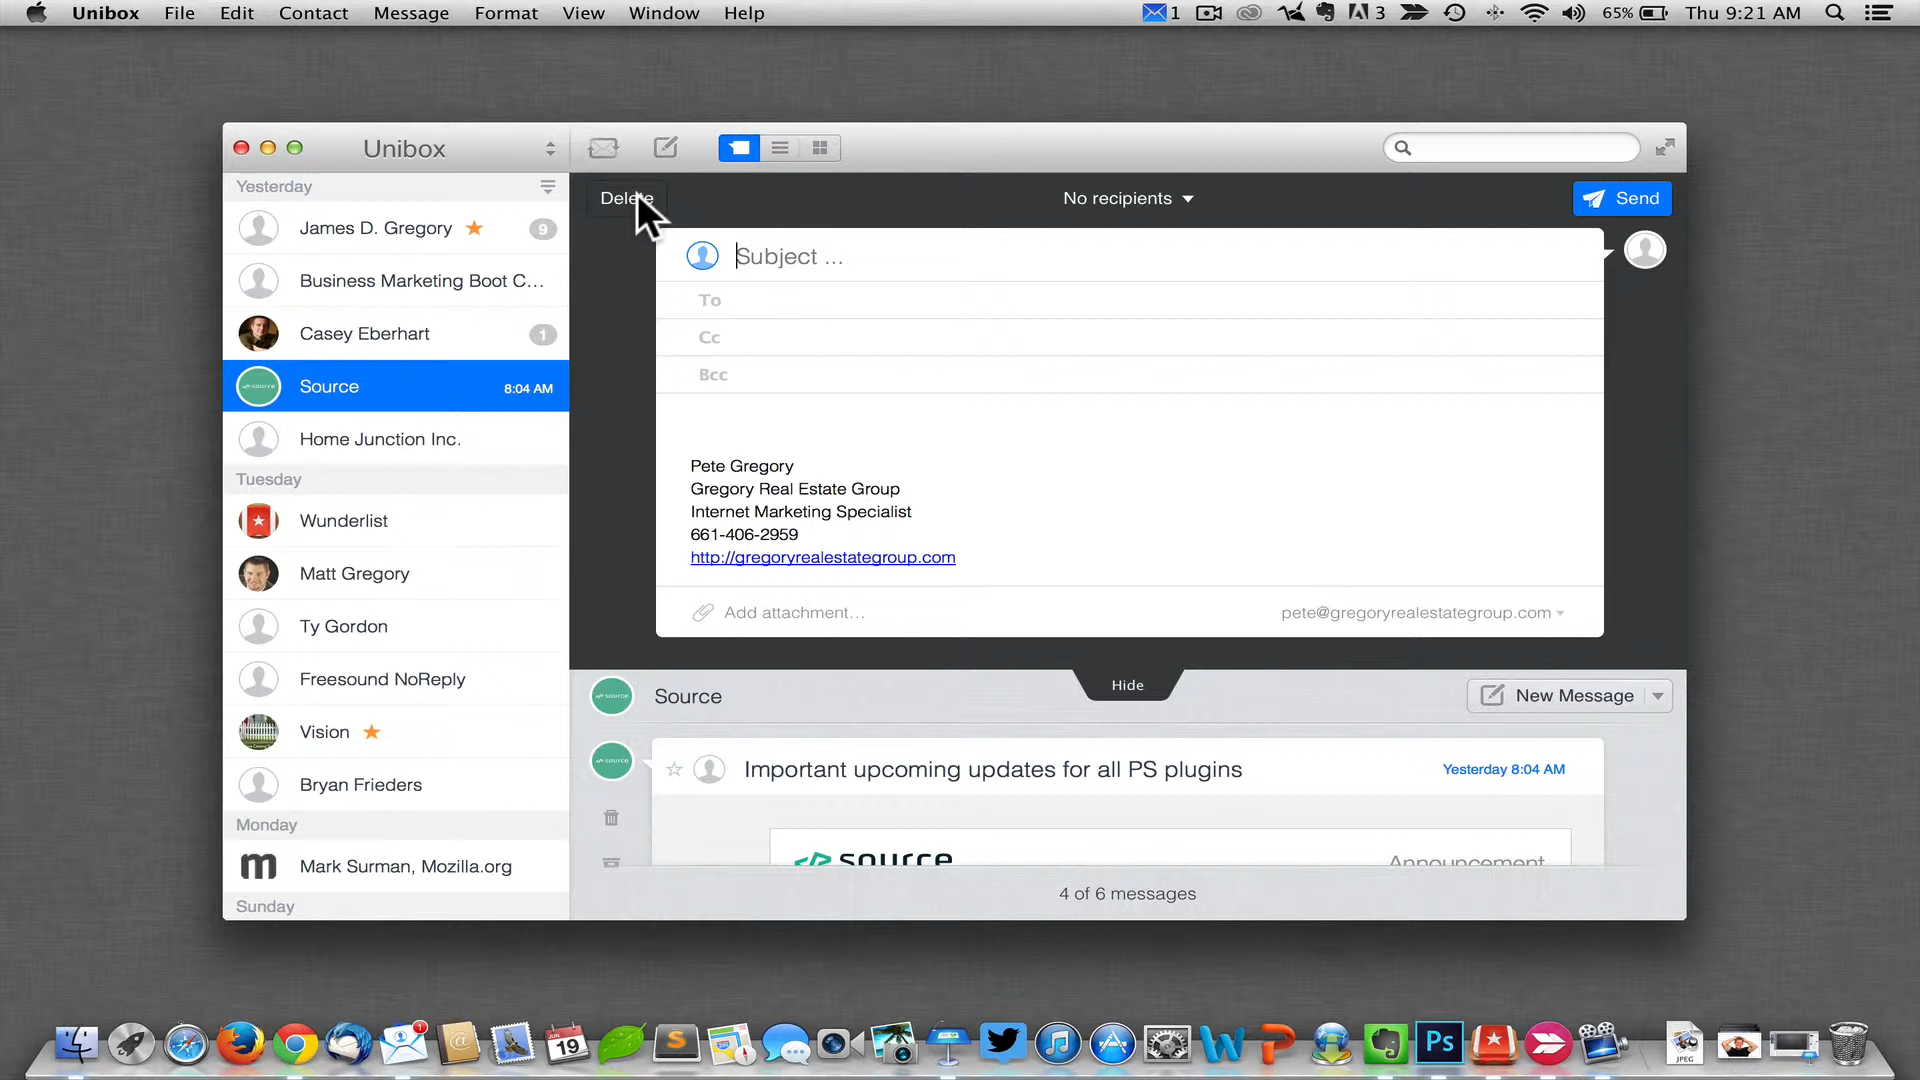 Unibox File Edit Contact Message Format View Window Help 1 3 65% Thu 9:21 AM
Unibox
Yesterday
James D. Gregory 9
Business Marketing Boot C...
Casey Eberhart 1
Source 8:04 AM
Home Junction Inc.
Tuesday
Wunderlist
Matt Gregory
Ty Gordon
Freesound NoReply
Vision
Bryan Frieders
Monday
m Mark Surman, Mozilla.org
Sunday
Delete No recipients Send
Subject ...
To
Cc
Bcc
Pete Gregory
Gregory Real Estate Group
Internet Marketing Specialist
661-406-2959
http://gregoryrealestategroup.com
Add attachment... pete@gregoryrealestategroup.com
Hide
Source New Message
Important upcoming updates for all PS plugins Yesterday 8:04 AM
</> source Announcement
4 of 6 messages
1
JUN
19
S
W
P
Ps
JPEG